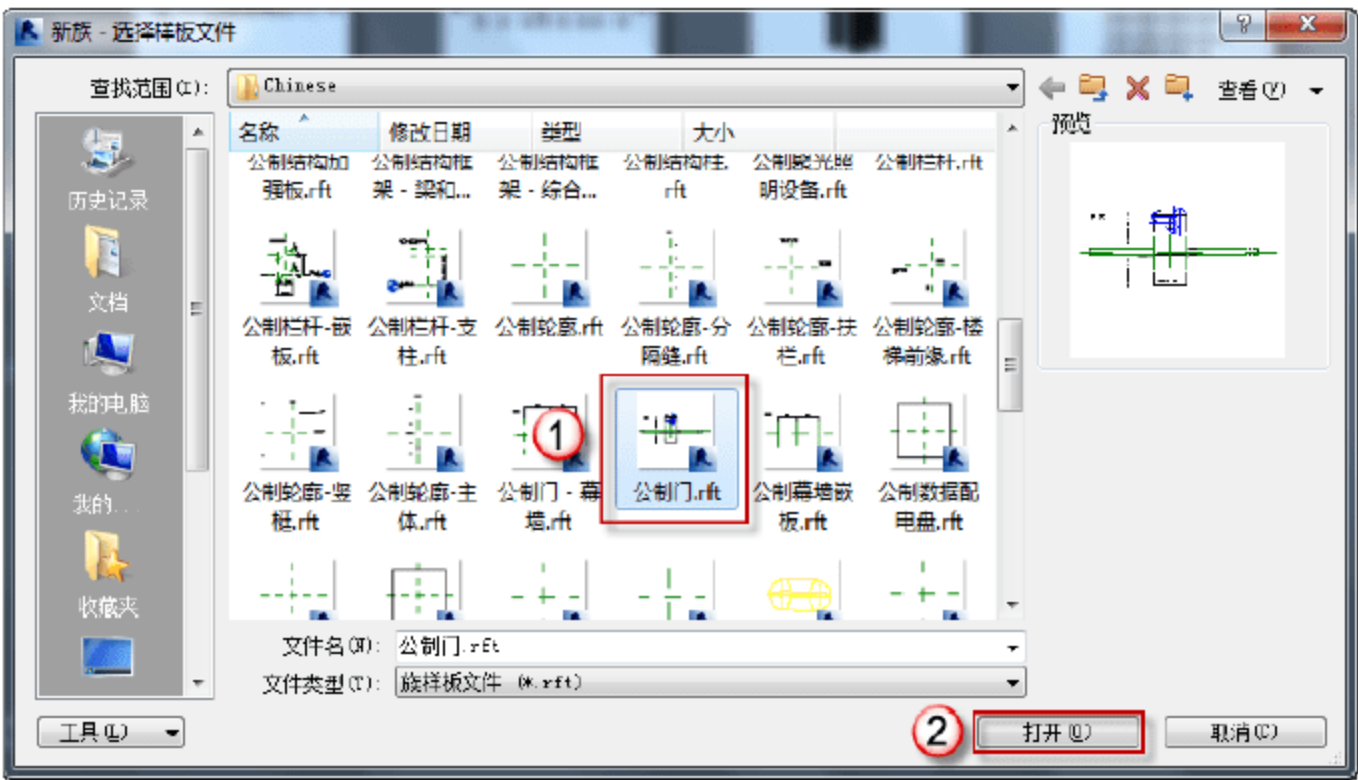 新族 - 选择样板文件
查找范围(I):
Chinese
查看(V)
名称 修改日期 类型 大小
预览
历史记录
文档
我的电脑
我的...
收藏夹
公制结构加强板.rft
公制结构框架 - 梁和...
公制结构框架 - 综合...
公制结构柱.rft
公制聚光照明设备.rft
公制栏杆.rft
公制栏杆-嵌板.rft
公制栏杆-支柱.rft
公制轮廓.rft
公制轮廓-分隔缝.rft
公制轮廓-扶栏.rft
公制轮廓-楼梯前缘.rft
1
公制轮廓-竖梃.rft
公制轮廓-主体.rft
公制门 - 幕墙.rft
公制门.rft
公制幕墙嵌板.rft
公制数据配电盘.rft
文件名(N): 公制门.rft
文件类型(T): 族样板文件 (*.rft)
工具(L)
2
打开(O)
取消(C)